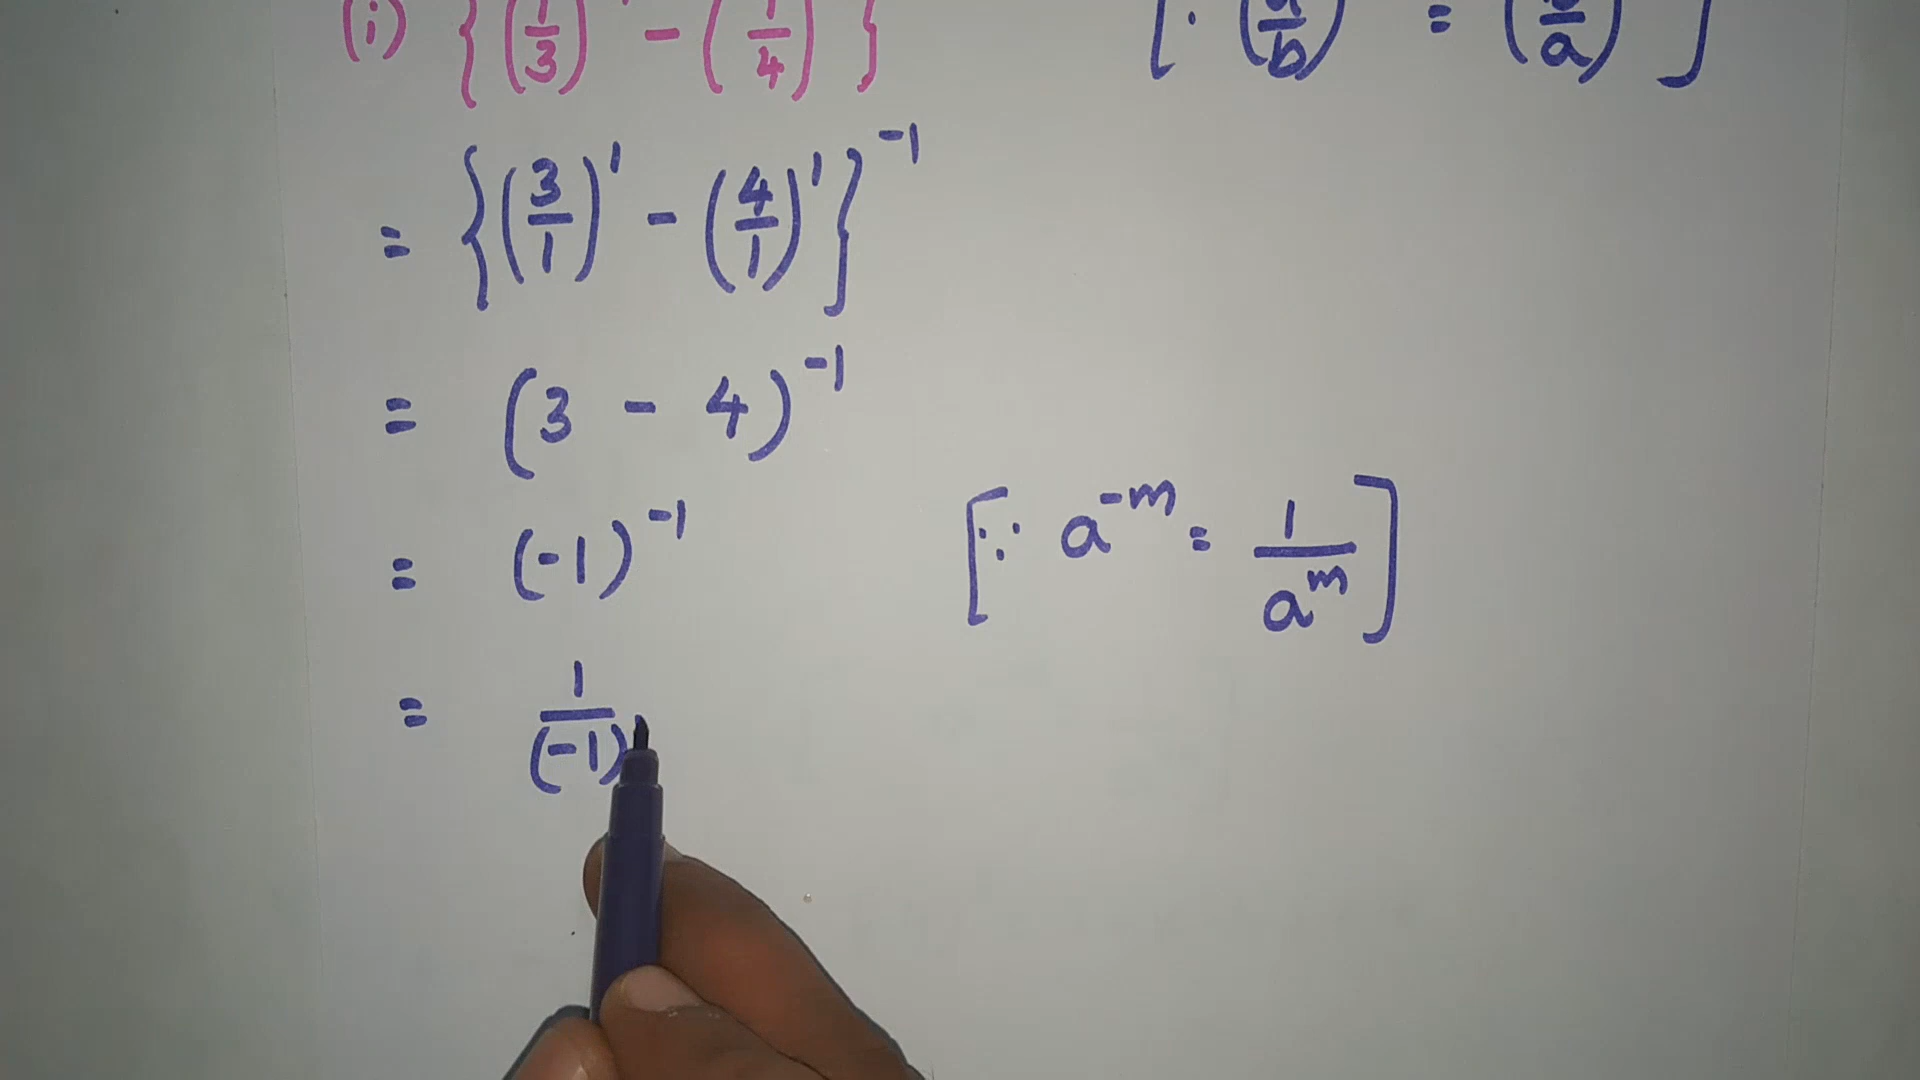 (i) {(1/3) - (1/4)} [∵ (a/b) = (b/a) ]
= {(3/1)¹ - (4/1)¹}⁻¹
= (3 - 4)⁻¹
= (-1)⁻¹ [∵ a⁻ᵐ = 1/aᵐ]
= 1/(-1)¹